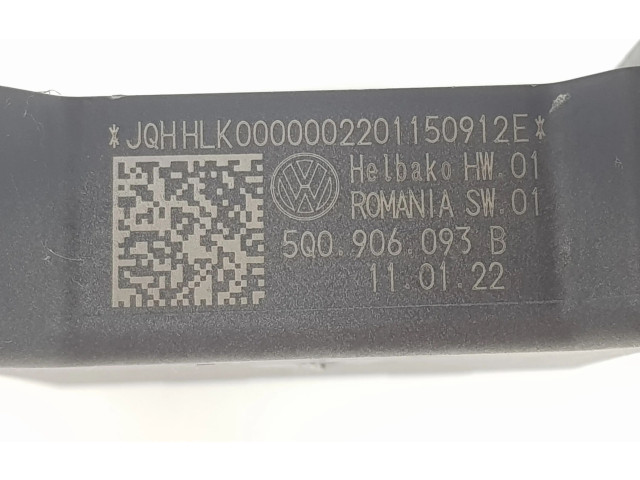 *JQHHLK0000002201150912E*
Helbako HW.01
ROMANIA SW.01
5Q0.906.093 B
11.01.22